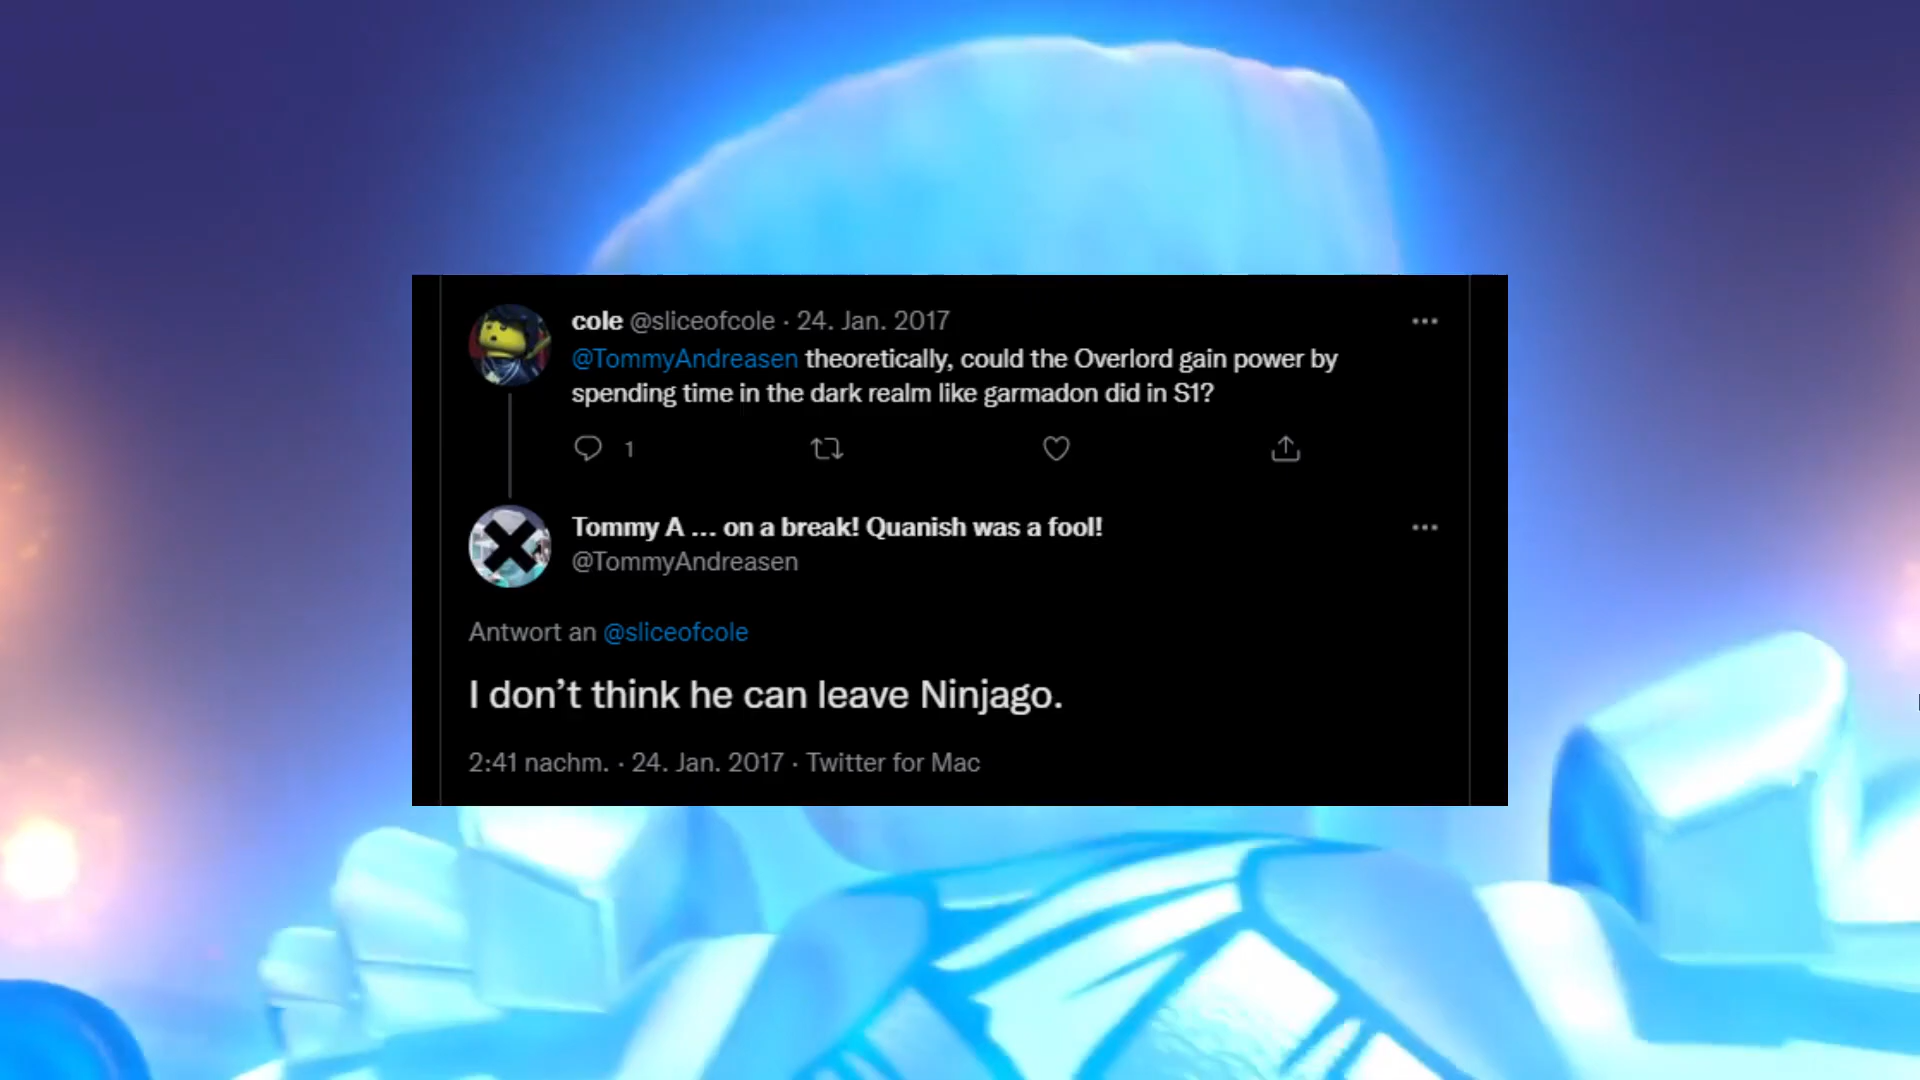 cole @sliceofcole · 24. Jan. 2017
@TommyAndreasen theoretically, could the Overlord gain power by
spending time in the dark realm like garmadon did in S1?
1
Tommy A ... on a break! Quanish was a fool!
@TommyAndreasen
Antwort an @sliceofcole
I don’t think he can leave Ninjago.
2:41 nachm. · 24. Jan. 2017 · Twitter for Mac